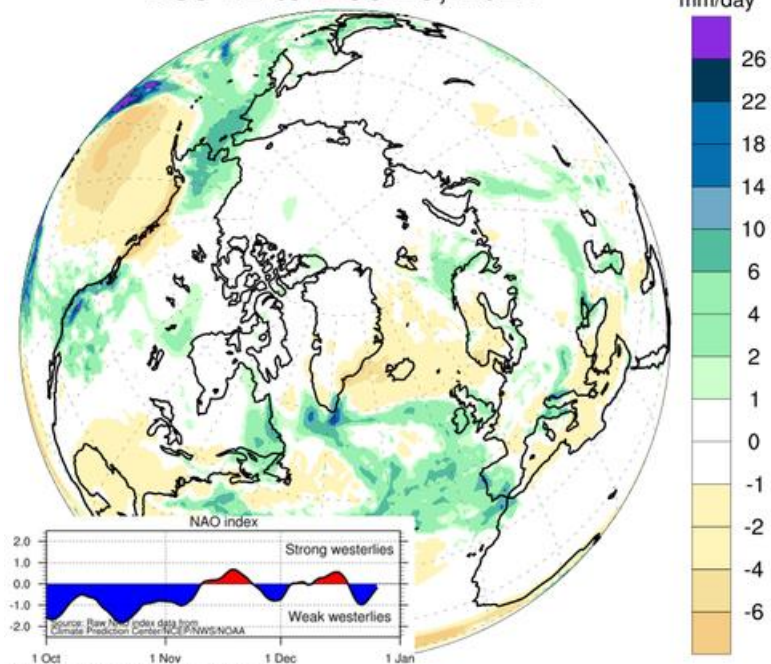 mm/day
26
22
18
14
10
6
4
2
1
0
-1
-2
-4
-6
NAO index
2.0
1.0
0.0
-1.0
-2.0
Strong westerlies
Weak westerlies
Source: Raw NAO index data from
Climate Prediction Center/NCEP/NWS/NOAA
1 Oct
1 Nov
1 Dec
1 Jan